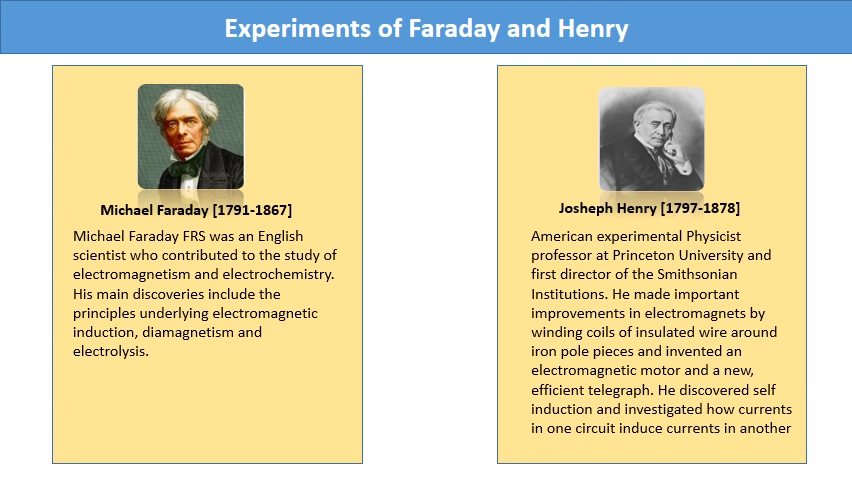 Experiments of Faraday and Henry
Michael Faraday [1791-1867]
Michael Faraday FRS was an English
scientist who contributed to the study of
electromagnetism and electrochemistry.
His main discoveries include the
principles underlying electromagnetic
induction, diamagnetism and
electrolysis.
Josheph Henry [1797-1878]
American experimental Physicist
professor at Princeton University and
first director of the Smithsonian
Institutions. He made important
improvements in electromagnets by
winding coils of insulated wire around
iron pole pieces and invented an
electromagnetic motor and a new,
efficient telegraph. He discovered self
induction and investigated how currents
in one circuit induce currents in another